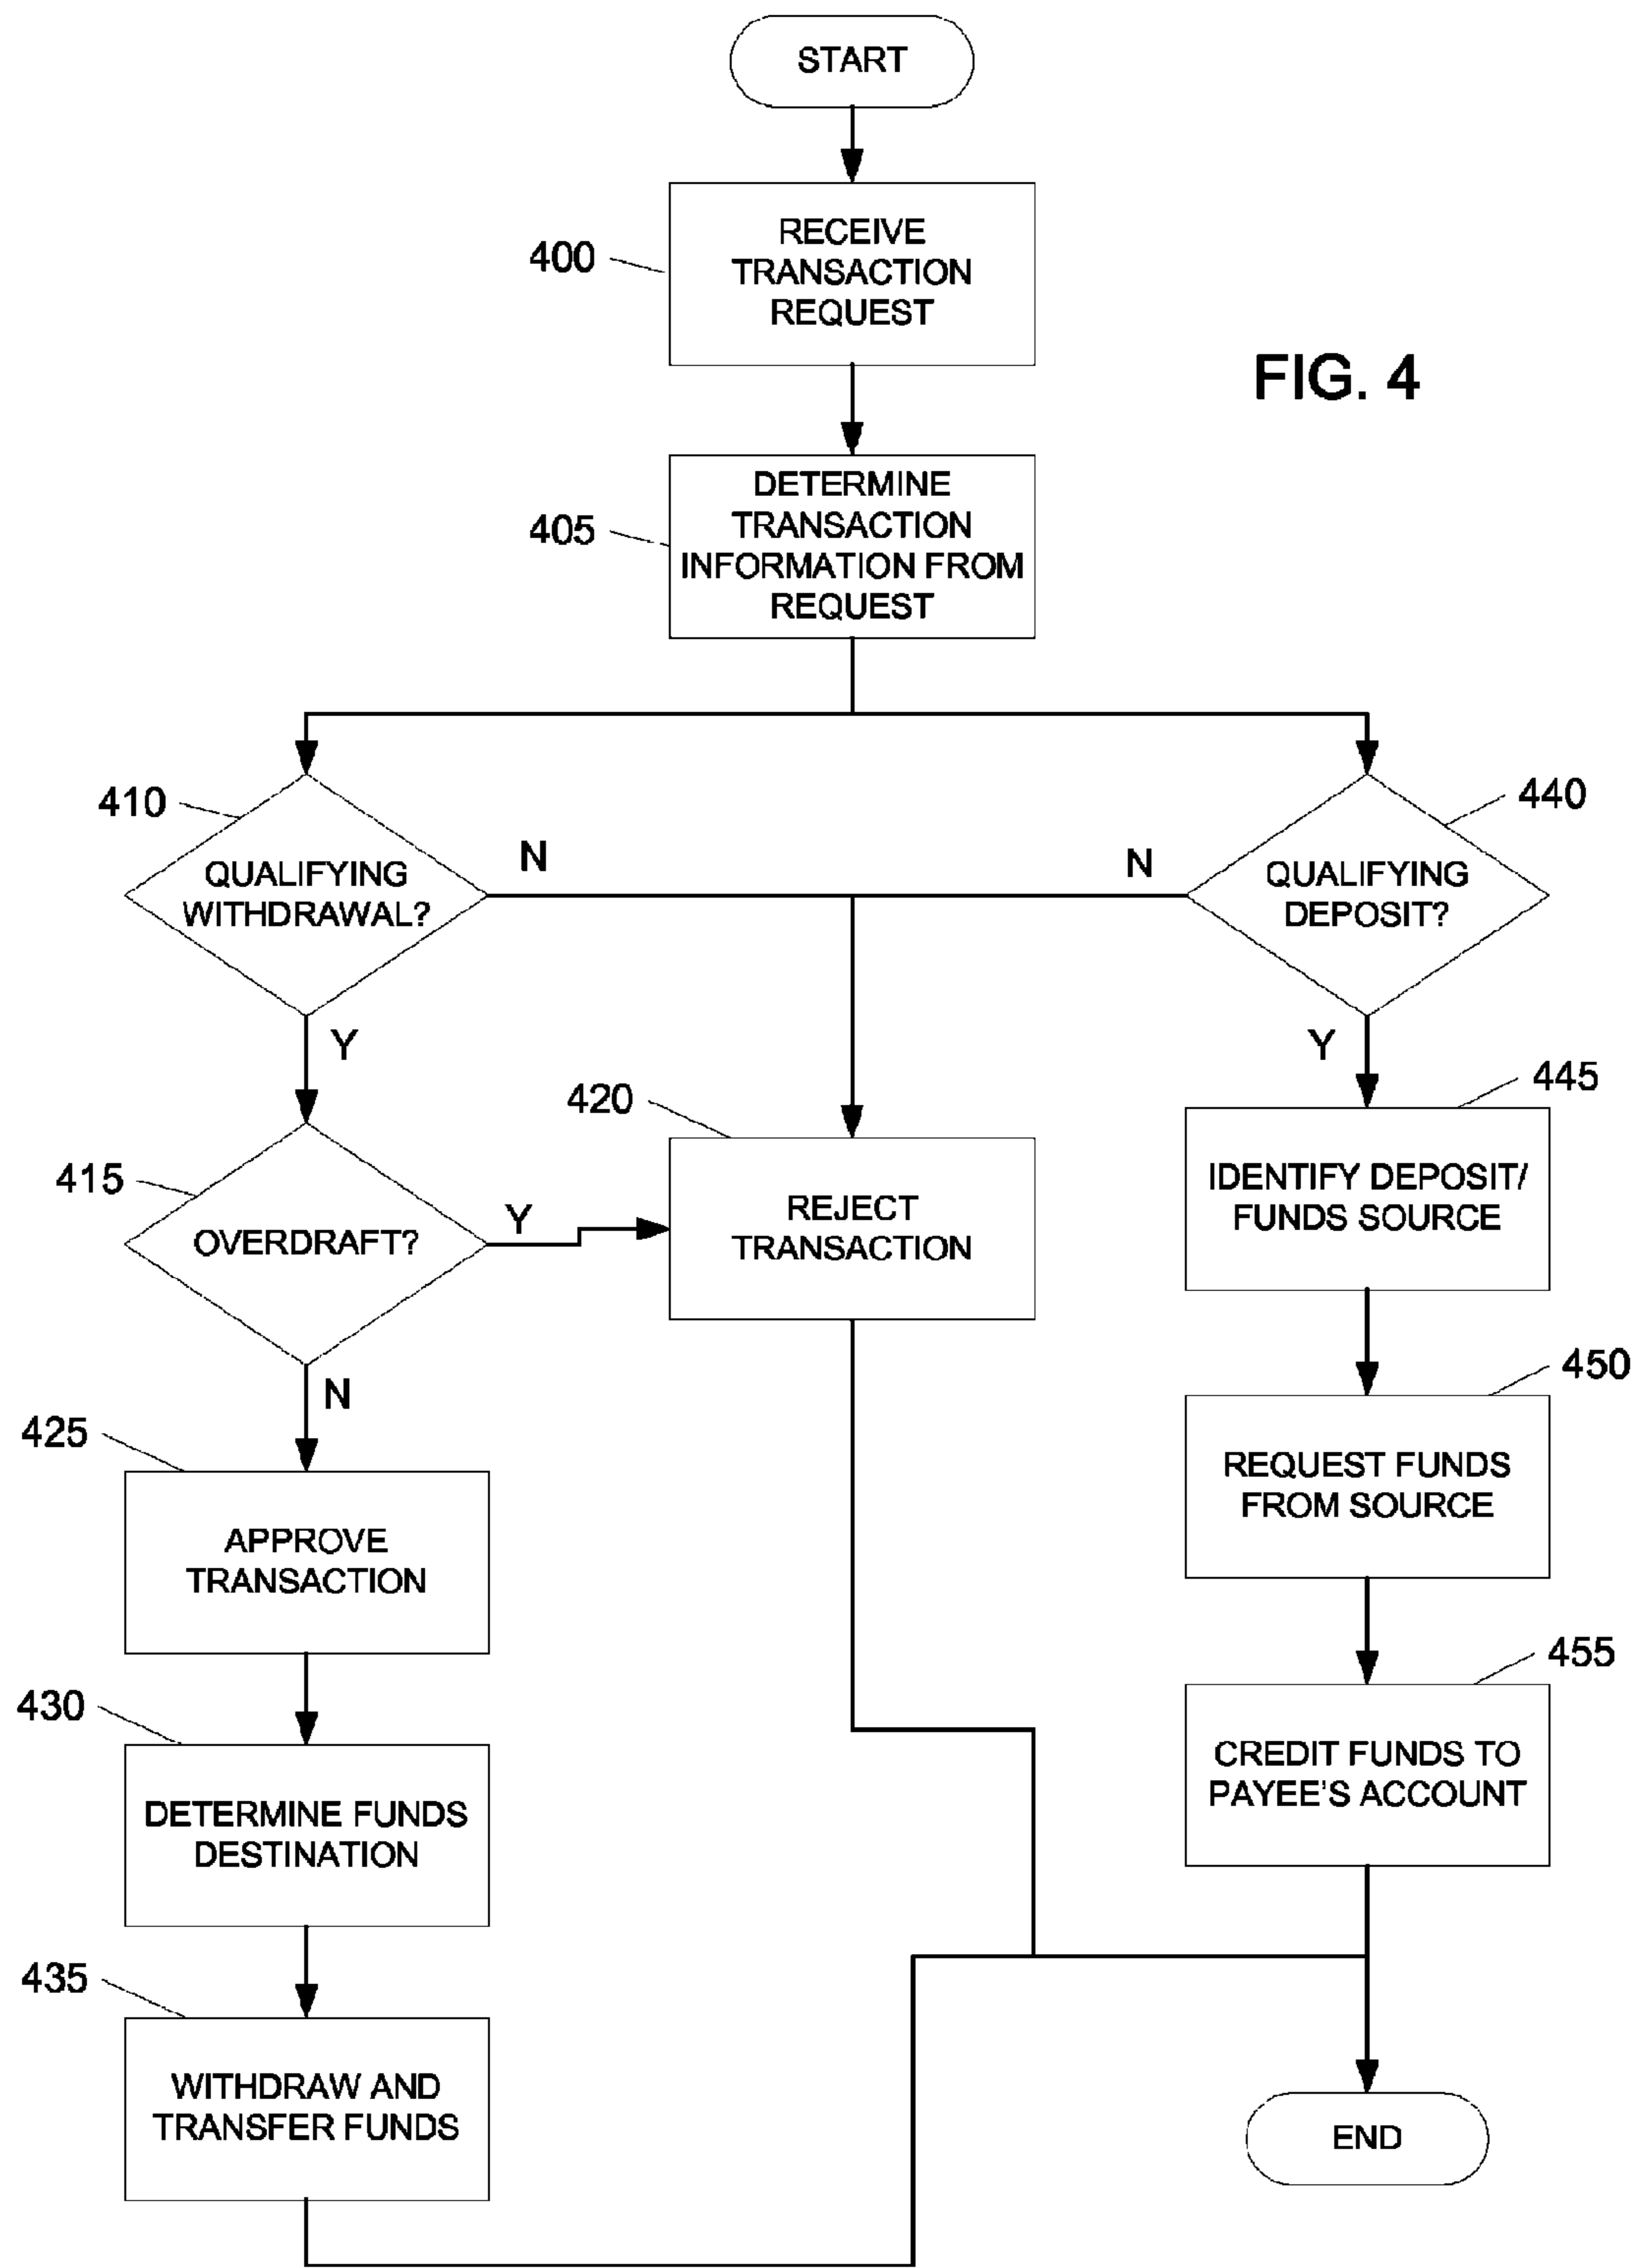 START
400
RECEIVE
TRANSACTION
REQUEST
FIG. 4
405
DETERMINE
TRANSACTION
INFORMATION FROM
REQUEST
410
QUALIFYING
WITHDRAWAL?
N
N
440
QUALIFYING
DEPOSIT?
Y
Y
415
OVERDRAFT?
Y
420
REJECT
TRANSACTION
445
IDENTIFY DEPOSIT/
FUNDS SOURCE
N
425
APPROVE
TRANSACTION
450
REQUEST FUNDS
FROM SOURCE
430
DETERMINE FUNDS
DESTINATION
455
CREDIT FUNDS TO
PAYEE'S ACCOUNT
435
WITHDRAW AND
TRANSFER FUNDS
END